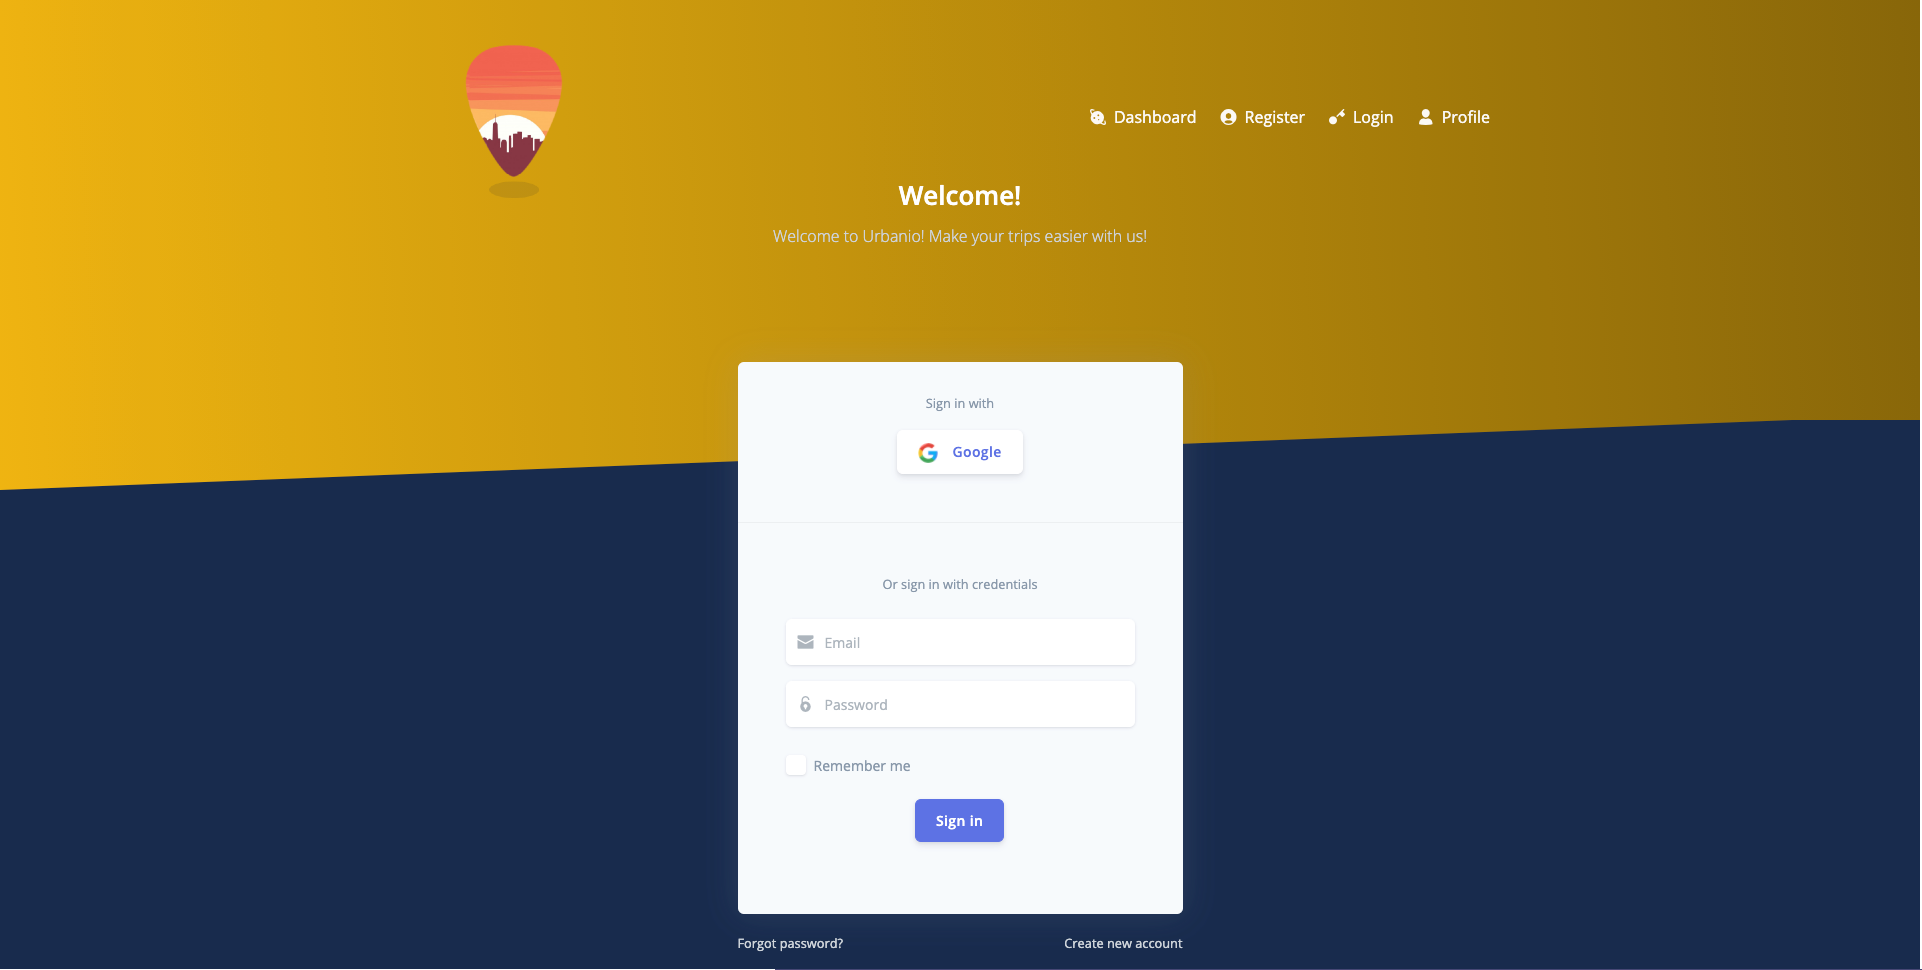 Dashboard
Register
Login
Profile
Welcome!
Welcome to Urbanio! Make your trips easier with us!
Sign in with
Google
Or sign in with credentials
Email
Password
Remember me
Sign in
Forgot password?
Create new account